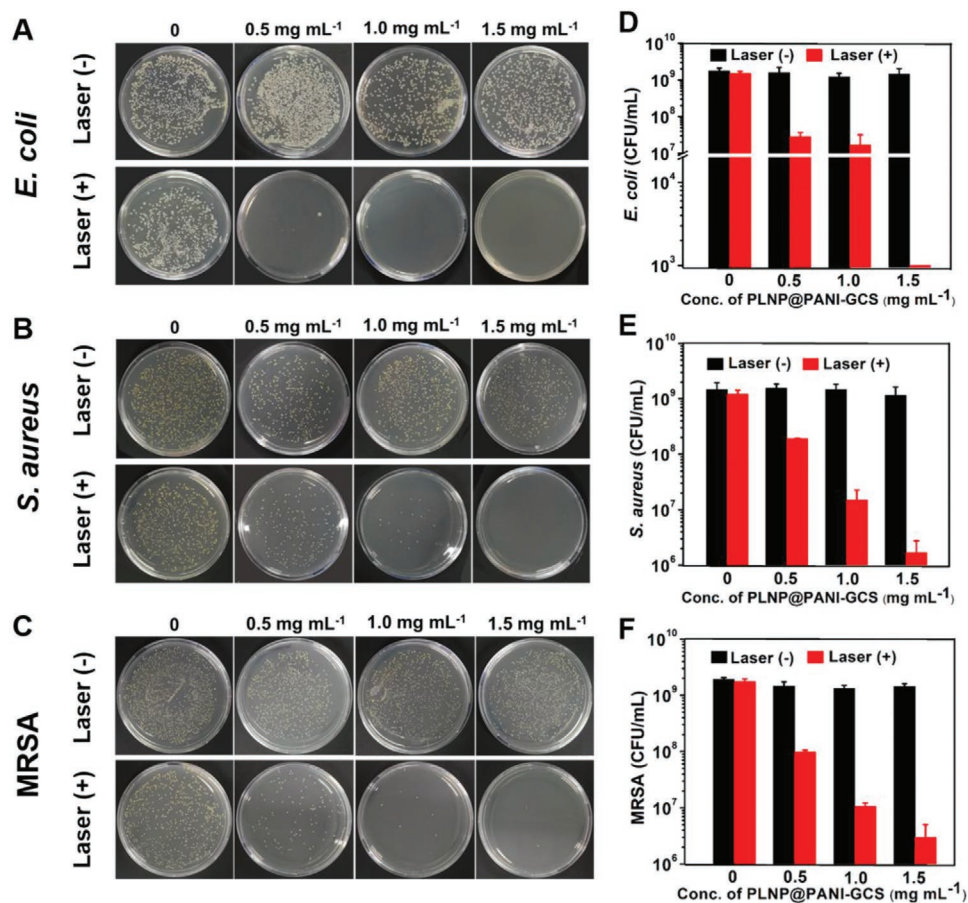 A
0 0.5 mg mL-1 1.0 mg mL-1 1.5 mg mL-1
E. coli
Laser (-)
Laser (+)
B
0 0.5 mg mL-1 1.0 mg mL-1 1.5 mg mL-1
S. aureus
Laser (-)
Laser (+)
C
0 0.5 mg mL-1 1.0 mg mL-1 1.5 mg mL-1
MRSA
Laser (-)
Laser (+)
D
Laser (-) Laser (+)
E. coli (CFU/mL)
10^10
10^9
10^8
10^7
10^4
10^3
0 0.5 1.0 1.5
Conc. of PLNP@PANI-GCS (mg mL-1)
E
Laser (-) Laser (+)
S. aureus (CFU/mL)
10^10
10^9
10^8
10^7
10^6
0 0.5 1.0 1.5
Conc. of PLNP@PANI-GCS (mg mL-1)
F
Laser (-) Laser (+)
MRSA (CFU/mL)
10^10
10^9
10^8
10^7
10^6
0 0.5 1.0 1.5
Conc. of PLNP@PANI-GCS (mg mL-1)